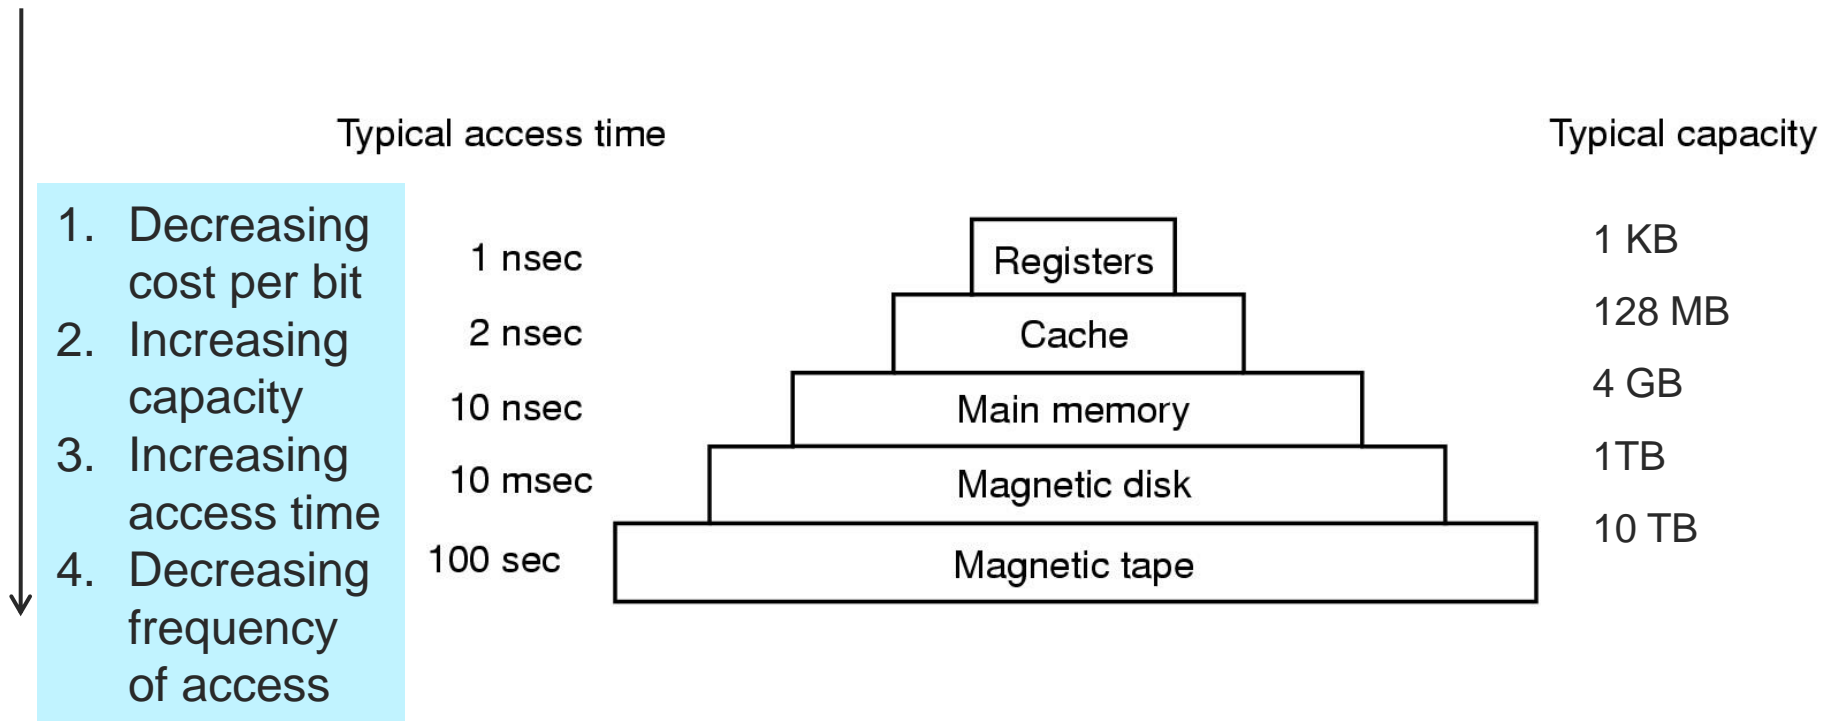 Typical access time
Typical capacity
1. Decreasing
cost per bit
2. Increasing
capacity
3. Increasing
access time
4. Decreasing
frequency
of access
1 nsec
Registers
1 KB
2 nsec
Cache
128 MB
10 nsec
Main memory
4 GB
10 msec
Magnetic disk
1TB
100 sec
Magnetic tape
10 TB